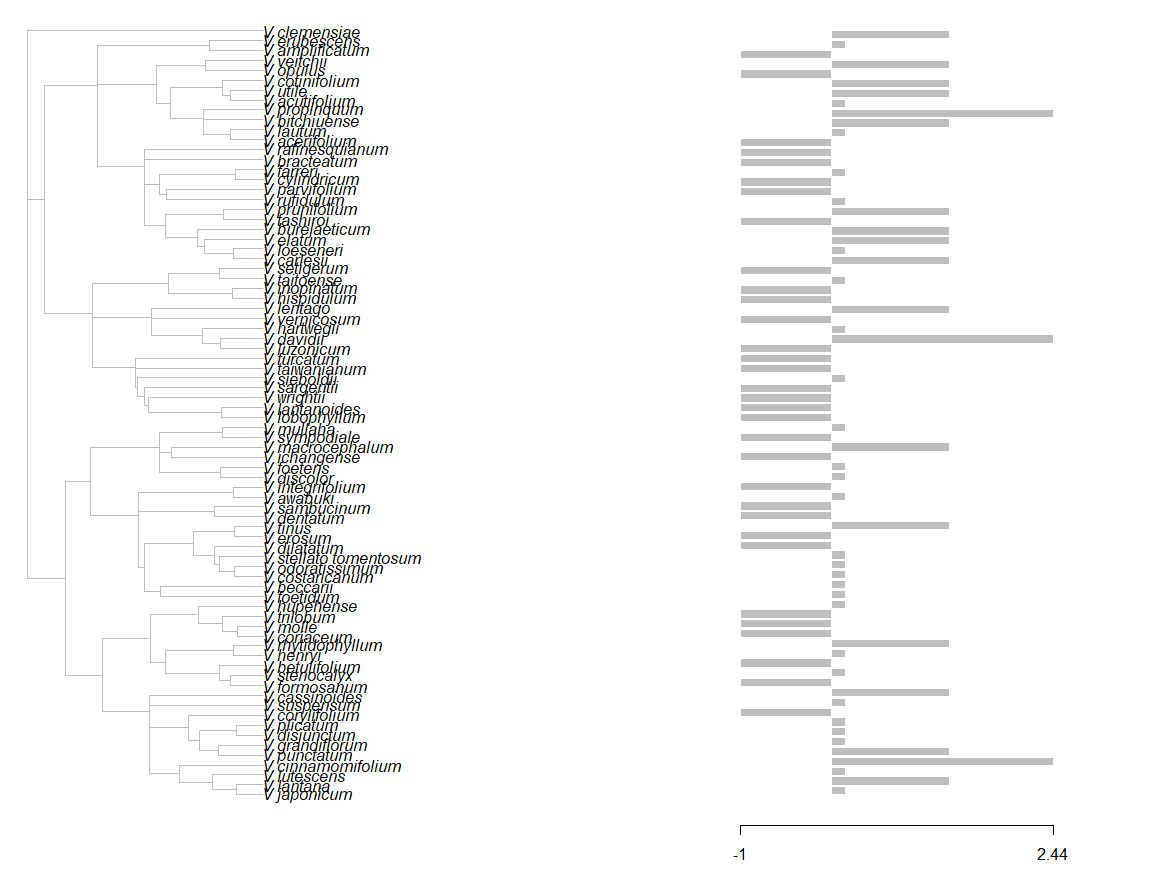 V. clemensiae
V. erubescens
V. amplificatum
V. veitchii
V. opulus
V. cotinifolium
V. utile
V. acutifolium
V. propinquum
V. bitchiuense
V. lautum
V. acerifolium
V. rafinesquianum
V. bracteatum
V. farreri
V. cylindricum
V. parvifolium
V. rufidulum
V. prunifolium
V. tashiroi
V. burejaeticum
V. elatum
V. loeseneri
V. carlesii
V. setigerum
V. taitoense
V. inopinatum
V. hispidulum
V. lentago
V. vernicosum
V. hartwegii
V. davidii
V. luzonicum
V. furcatum
V. taiwanianum
V. sieboldii
V. sargentii
V. wrightii
V. lantanoides
V. lobophyllum
V. mullaha
V. sympodiale
V. macrocephalum
V. ichangense
V. foetens
V. discolor
V. integrifolium
V. awabuki
V. sambucinum
V. dentatum
V. tinus
V. erosum
V. dilatatum
V. stellato tomentosum
V. odoratissimum
V. costaricanum
V. beccarii
V. foetidum
V. hupehense
V. trilobum
V. molle
V. coriaceum
V. rhytidophyllum
V. henryi
V. betulifolium
V. stenocalyx
V. formosanum
V. cassinoides
V. suspensum
V. corylifolium
V. plicatum
V. disjunctum
V. grandiflorum
V. punctatum
V. cinnamomifolium
V. lutescens
V. lantana
V. japonicum
-1 2.44